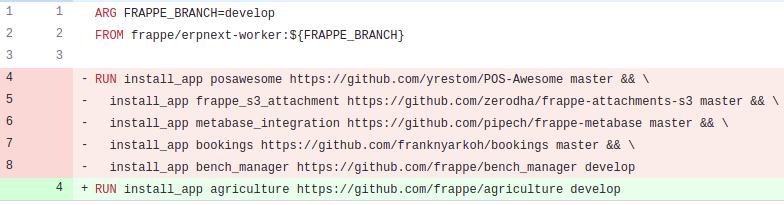 1 1 ARG FRAPPE_BRANCH=develop
2 2 FROM frappe/erpnext-worker:${FRAPPE_BRANCH}
3 3
4 - RUN install_app posawesome https://github.com/yrestom/POS-Awesome master && \
5 - install_app frappe_s3_attachment https://github.com/zerodha/frappe-attachments-s3 master && \
6 - install_app metabase_integration https://github.com/pipech/frappe-metabase master && \
7 - install_app bookings https://github.com/franknyarkoh/bookings master && \
8 - install_app bench_manager https://github.com/frappe/bench_manager develop
4 + RUN install_app agriculture https://github.com/frappe/agriculture develop